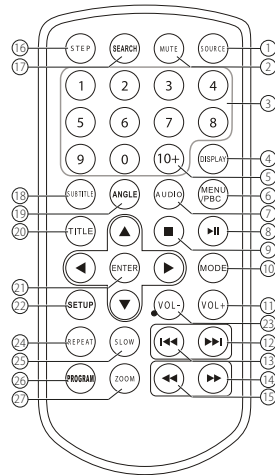 16 STEP SEARCH MUTE SOURCE 1
17 2
1 2 3 4
3
5 6 7 8
9 0 10+ DISPLAY 4
5
18 SUBTITLE ANGLE AUDIO MENU /PBC 6
19 7
20 TITLE 8
9
21 ENTER MODE 10
22 SETUP VOL- VOL+ 11
23
24 REPEAT SLOW 12
25 13
26 PROGRAM ZOOM 14
27 15